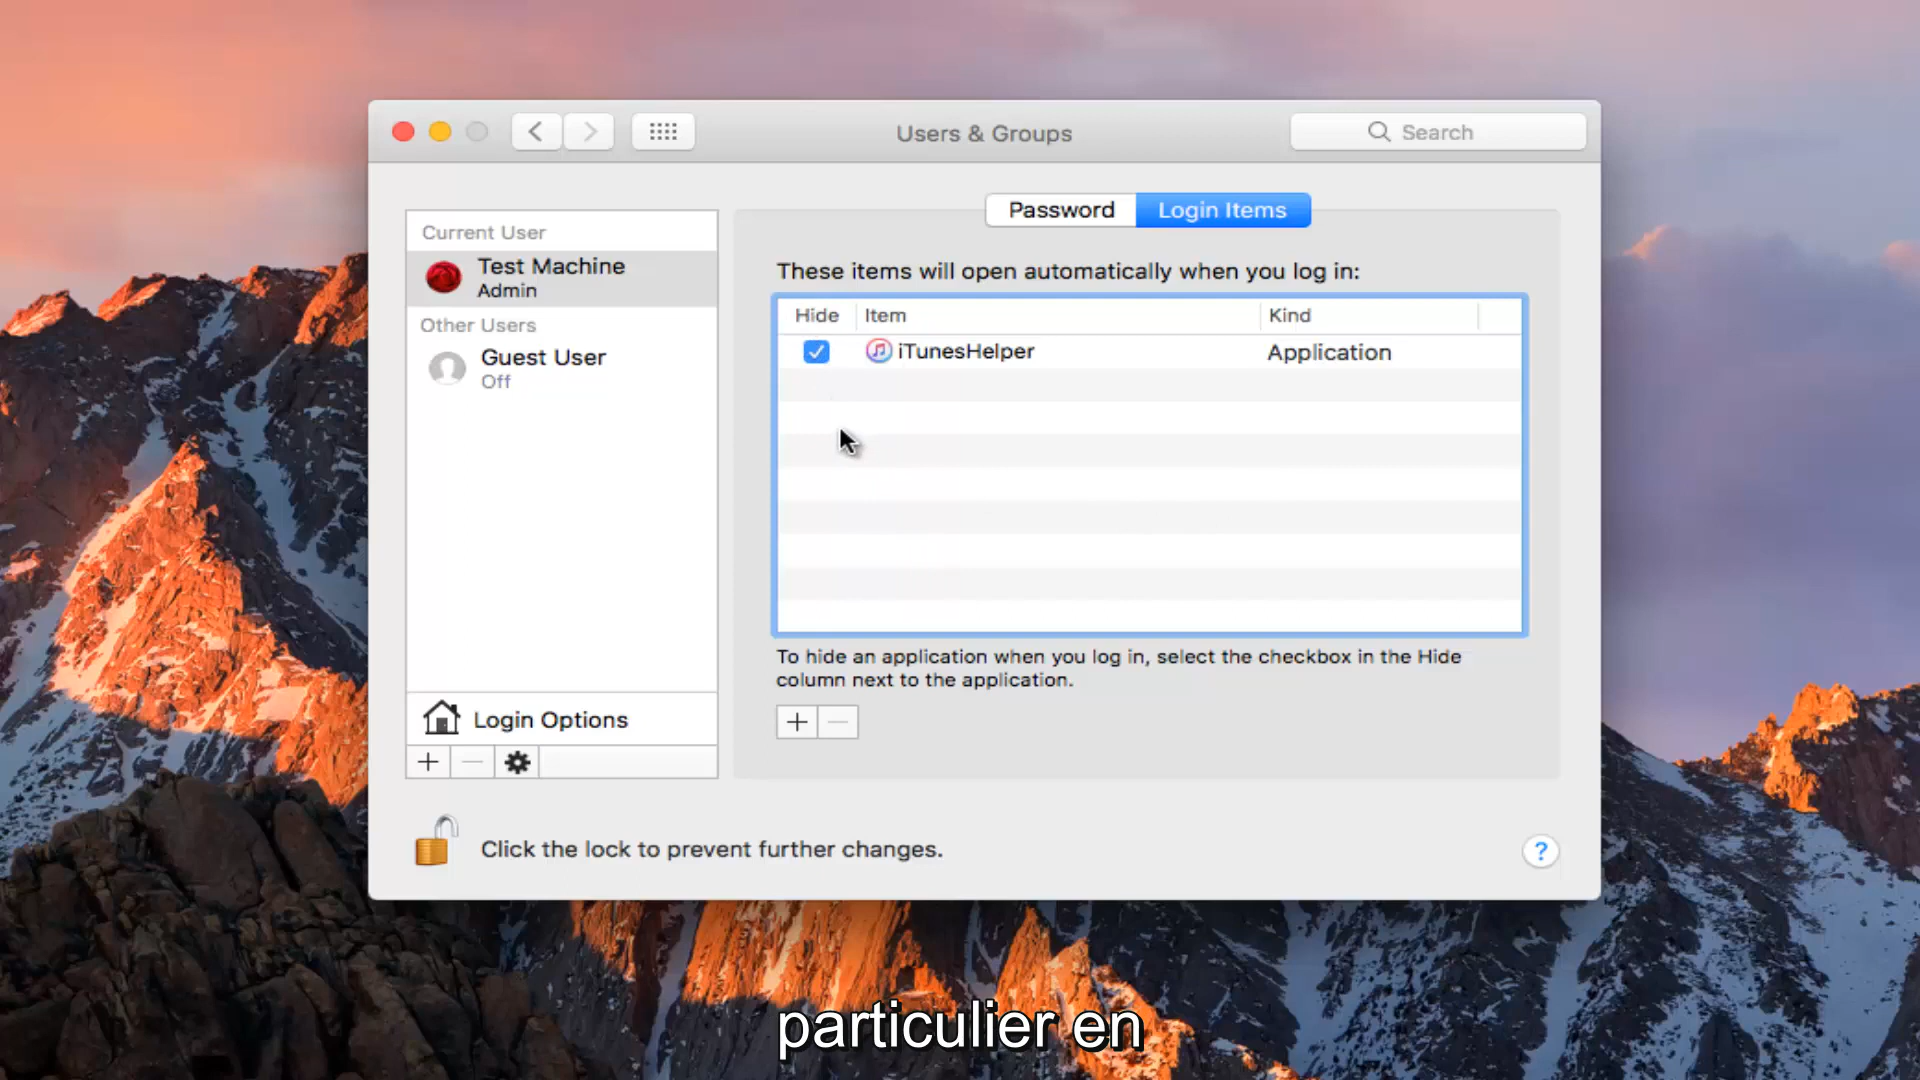 Users & Groups
Search
Password
Login Items
Current User
Test Machine
Admin
Other Users
Guest User
Off
These items will open automatically when you log in:
Hide
Item
Kind
iTunesHelper
Application
To hide an application when you log in, select the checkbox in the Hide
column next to the application.
Login Options
Click the lock to prevent further changes.
?
particulier en